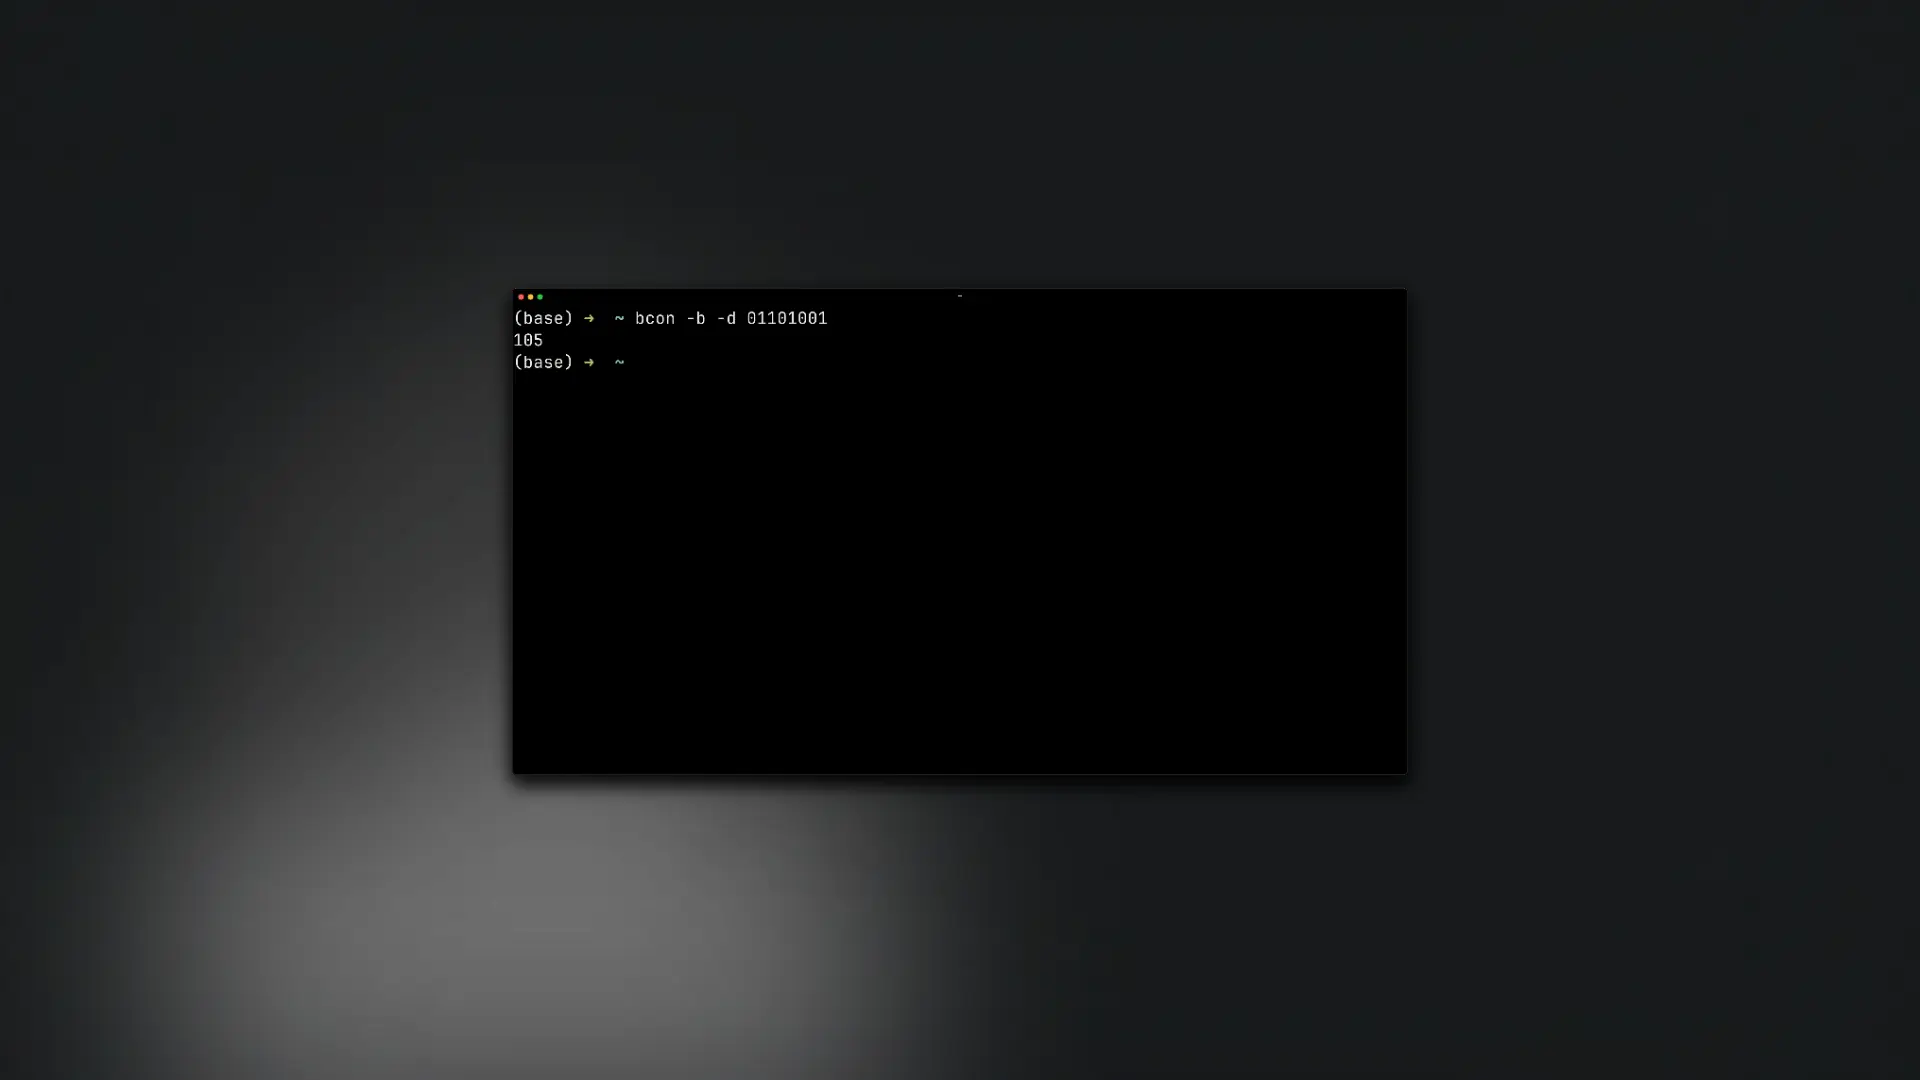 (base) ➜  ~ bcon -b -d 01101001
105
(base) ➜  ~